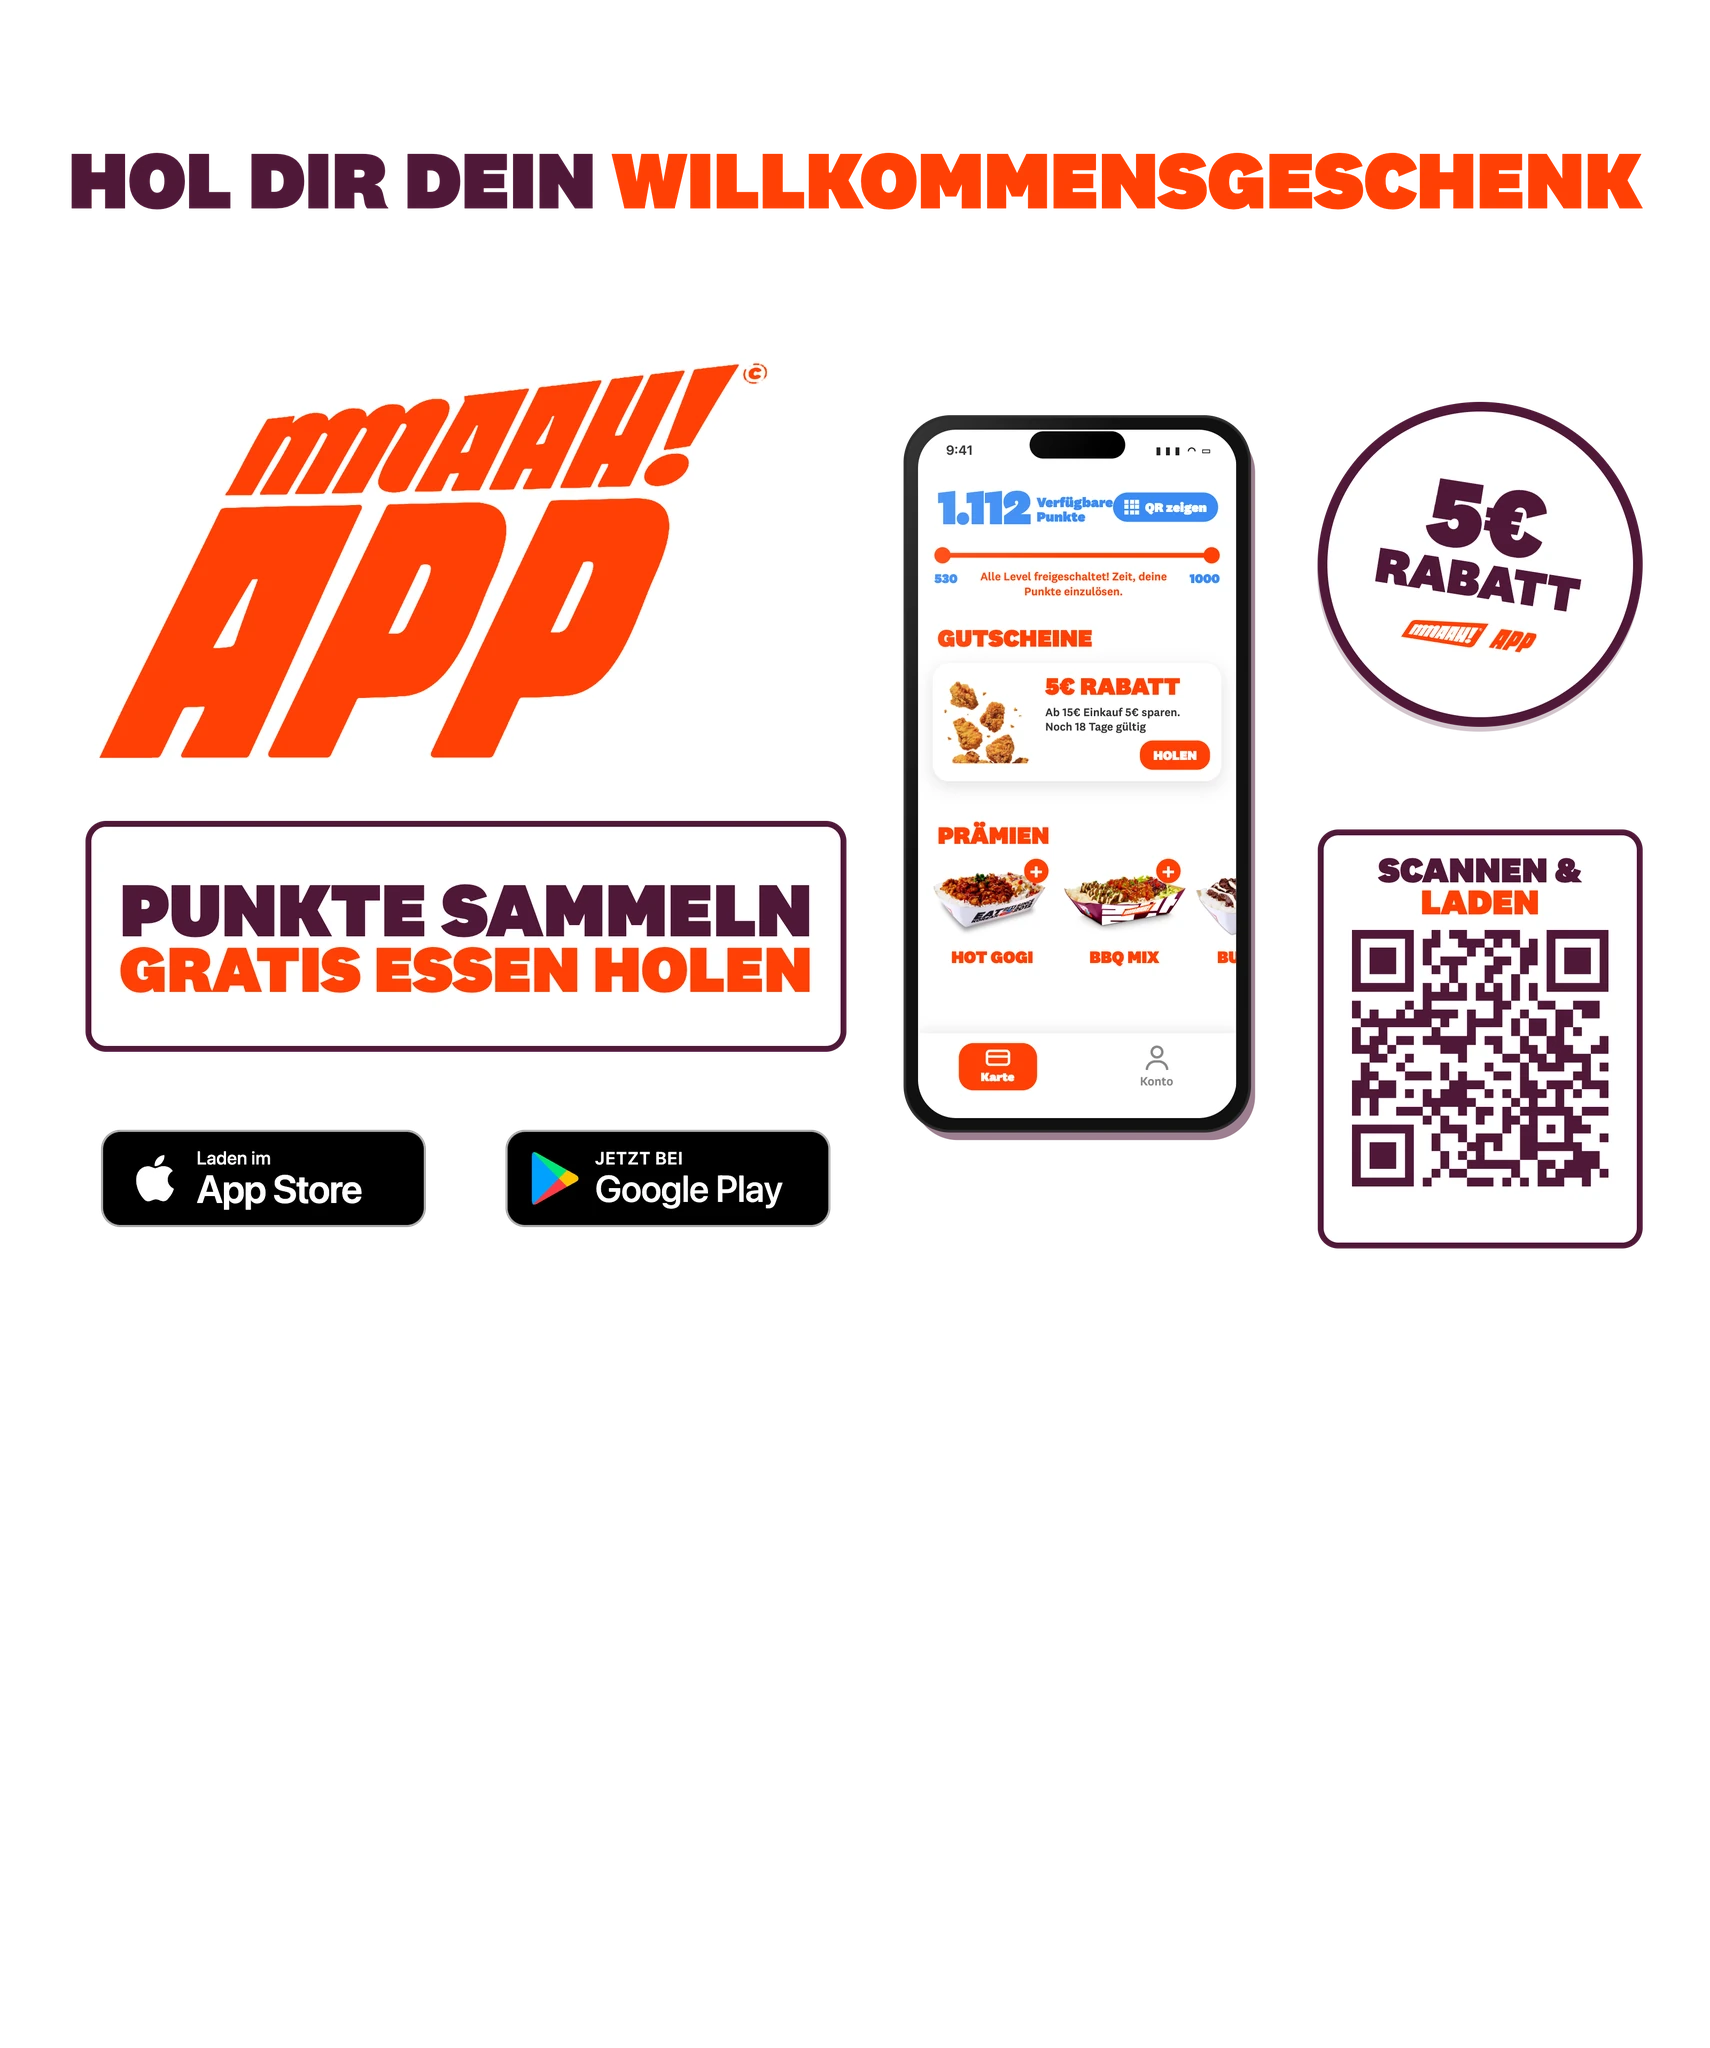 HOL DIR DEIN WILLKOMMENSGESCHENK
mmAAH!©
APP
PUNKTE SAMMELN
GRATIS ESSEN HOLEN
Laden im
App Store
JETZT BEI
Google Play
9:41
1.112 Verfügbare Punkte
QR zeigen
530
Alle Level freigeschaltet! Zeit, deine
Punkte einzulösen.
1000
GUTSCHEINE
5€ RABATT
Ab 15€ Einkauf 5€ sparen.
Noch 18 Tage gültig
HOLEN
PRÄMIEN
EAT
HOT GOGI
BBQ MIX
BU
Karte
Konto
5€
RABATT
mmAAH! APP
SCANNEN &
LADEN